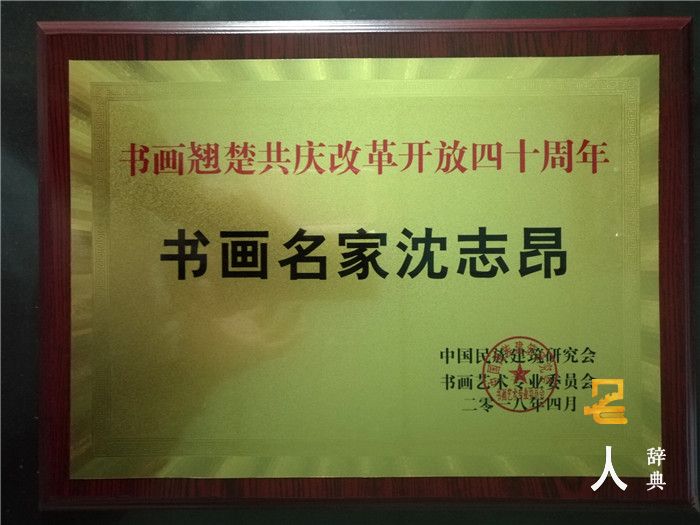 书画翘楚共庆改革开放四十周年
书画名家沈志昂
中国民族建筑研究会
书画艺术专业委员会
二零一八年四月
名
人
辞典